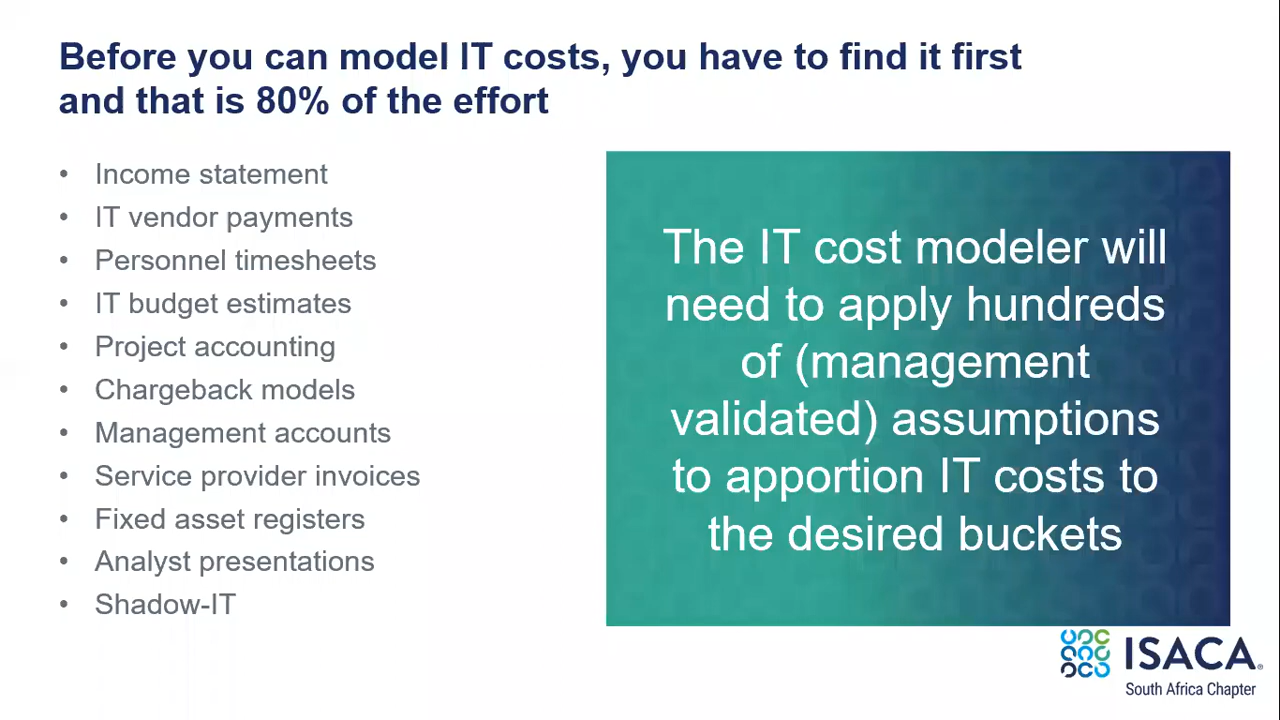 Before you can model IT costs, you have to find it first
and that is 80% of the effort
• Income statement
• IT vendor payments
• Personnel timesheets
• IT budget estimates
• Project accounting
• Chargeback models
• Management accounts
• Service provider invoices
• Fixed asset registers
• Analyst presentations
• Shadow-IT
The IT cost modeler will
need to apply hundreds
of (management
validated) assumptions
to apportion IT costs to
the desired buckets
ISACA®
South Africa Chapter